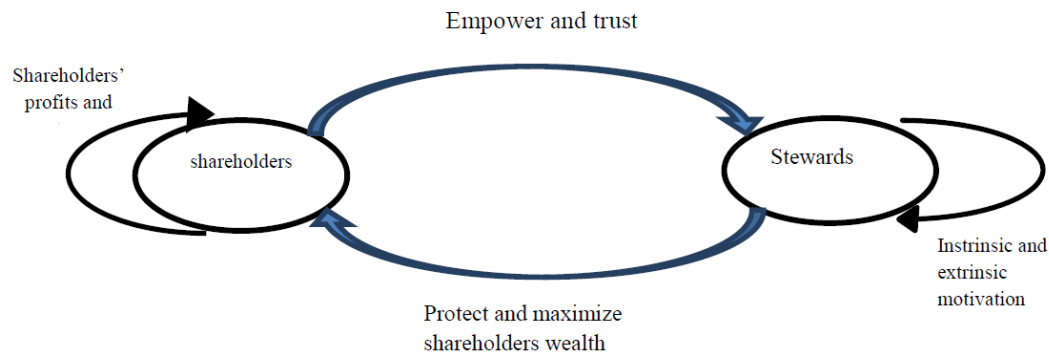 Empower and trust
Shareholders’
profits and
shareholders
Stewards
Instrinsic and
extrinsic
motivation
Protect and maximize
shareholders wealth